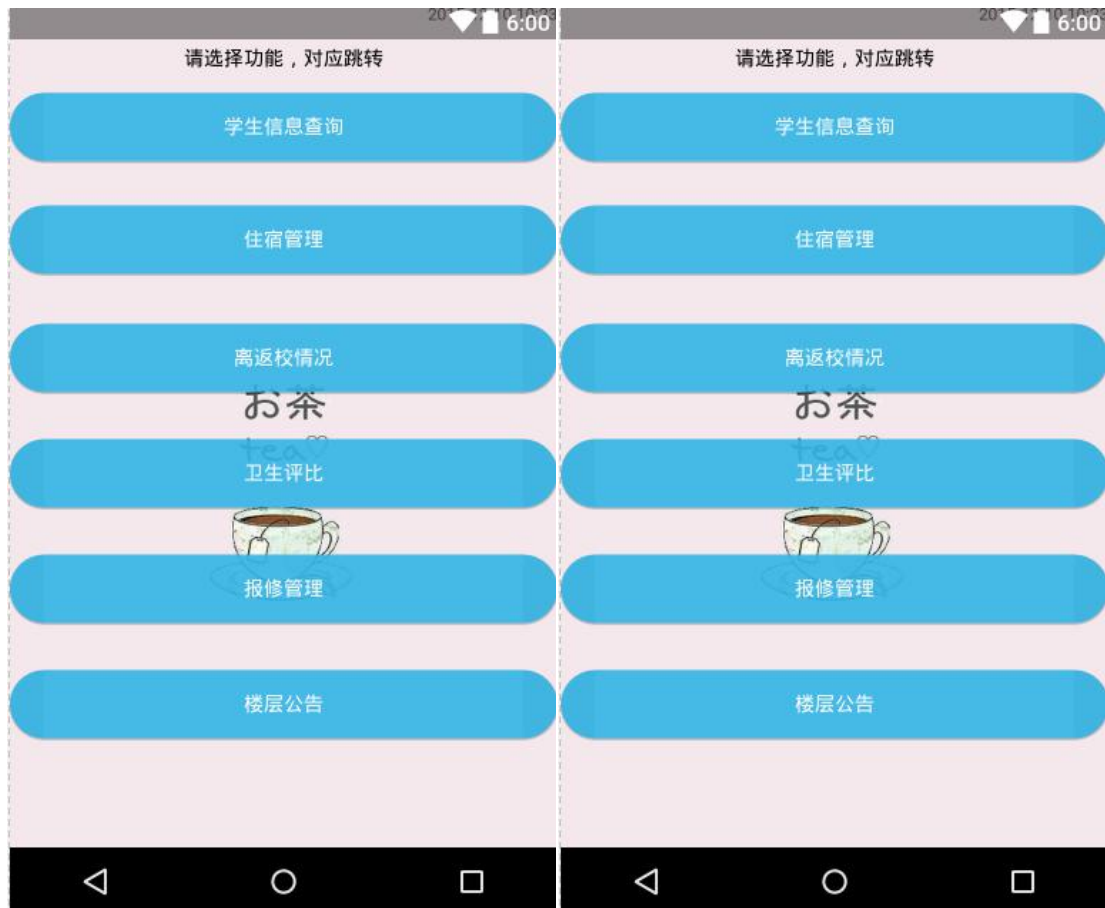 6:00
请选择功能，对应跳转
学生信息查询
住宿管理
离返校情况
お茶
tea♡
卫生评比
报修管理
楼层公告
6:00
请选择功能，对应跳转
学生信息查询
住宿管理
离返校情况
お茶
tea♡
卫生评比
报修管理
楼层公告